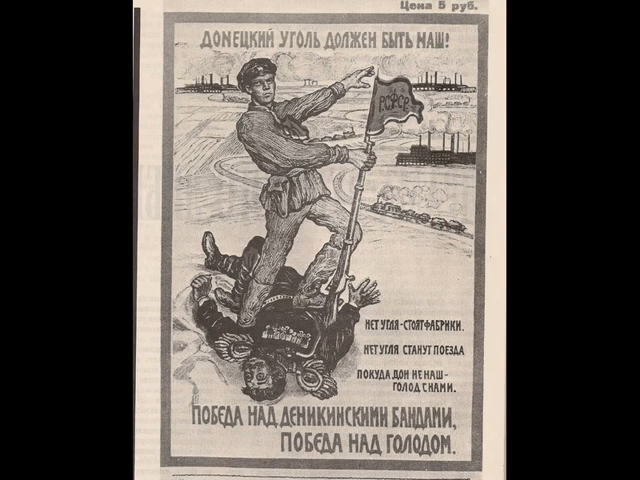 Цена 5 руб.
ДОНЕЦКИЙ УГОЛЬ ДОЛЖЕН БЫТЬ НАШ!
Р.С.Ф.С.Р.
НЕТ УГЛЯ - СТОЯТ ФАБРИКИ.
НЕТ УГЛЯ СТАНУТ ПОЕЗДА
ПОКУДА ДОН НЕ НАШ -
ГОЛОД С НАМИ.
ПОБЕДА НАД ДЕНИКИНСКИМИ БАНДАМИ,
ПОБЕДА НАД ГОЛОДОМ.